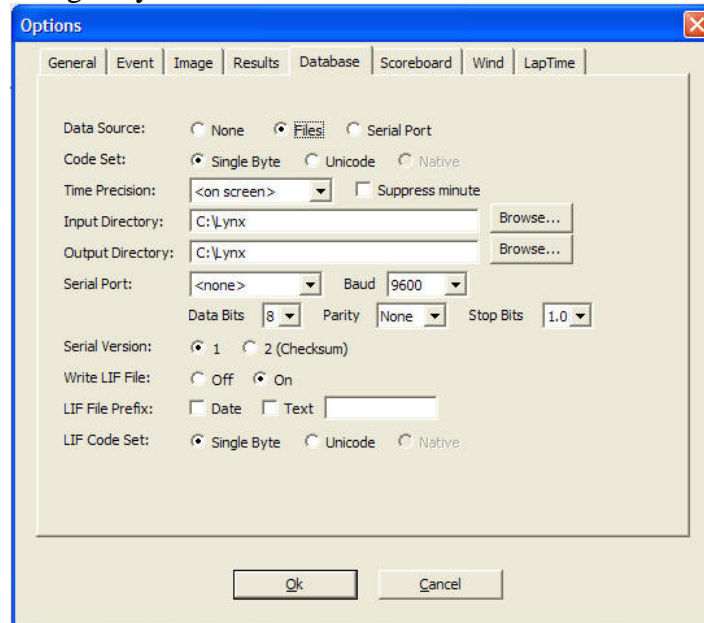 Options
General Event Image Results Database Scoreboard Wind LapTime
Data Source: None Files Serial Port
Code Set: Single Byte Unicode Native
Time Precision: <on screen> Suppress minute
Input Directory: C:\Lynx Browse...
Output Directory: C:\Lynx Browse...
Serial Port: <none> Baud 9600
Data Bits 8 Parity None Stop Bits 1.0
Serial Version: 1 2 (Checksum)
Write LIF File: Off On
LIF File Prefix: Date Text
LIF Code Set: Single Byte Unicode Native
Ok Cancel